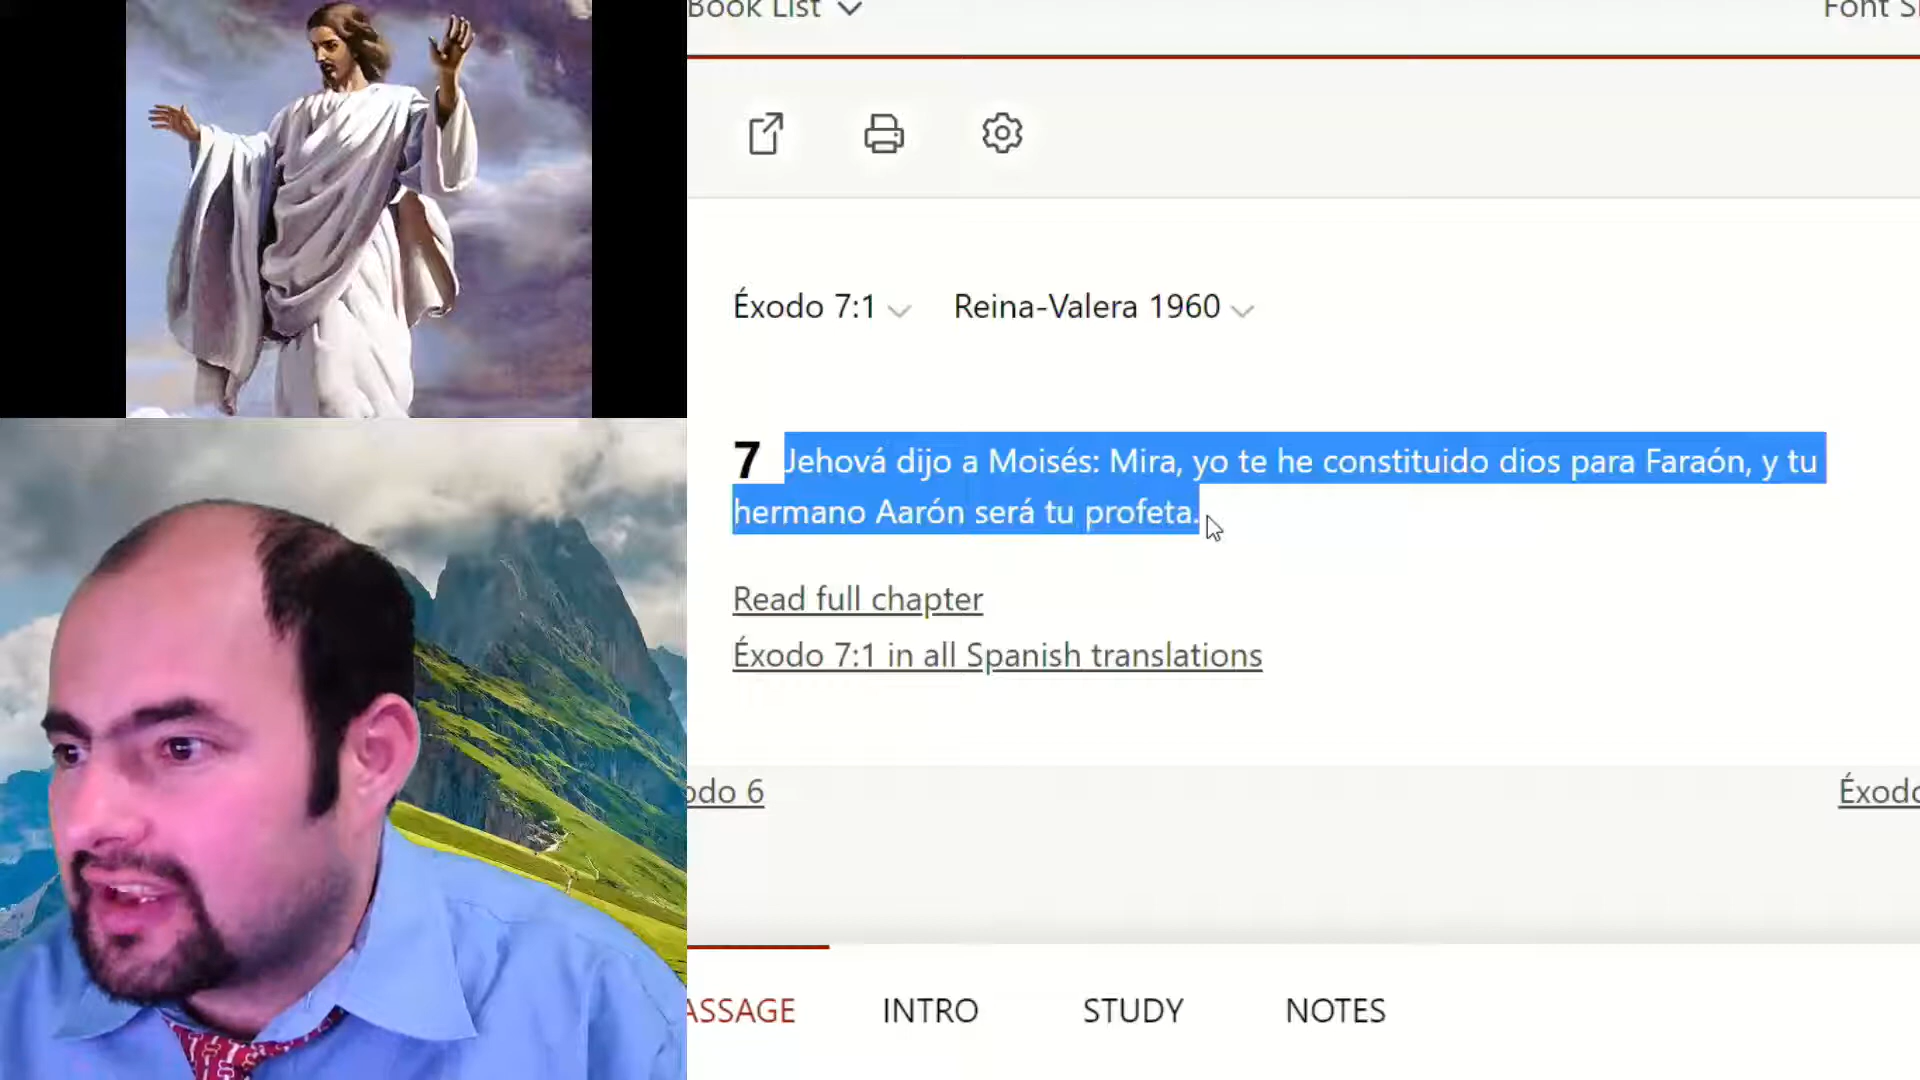 Book List
Font S
Éxodo 7:1 Reina-Valera 1960
7 Jehová dijo a Moisés: Mira, yo te he constituido dios para Faraón, y tu
hermano Aarón será tu profeta.
Read full chapter
Éxodo 7:1 in all Spanish translations
odo 6
Éxodo
ASSAGE INTRO STUDY NOTES